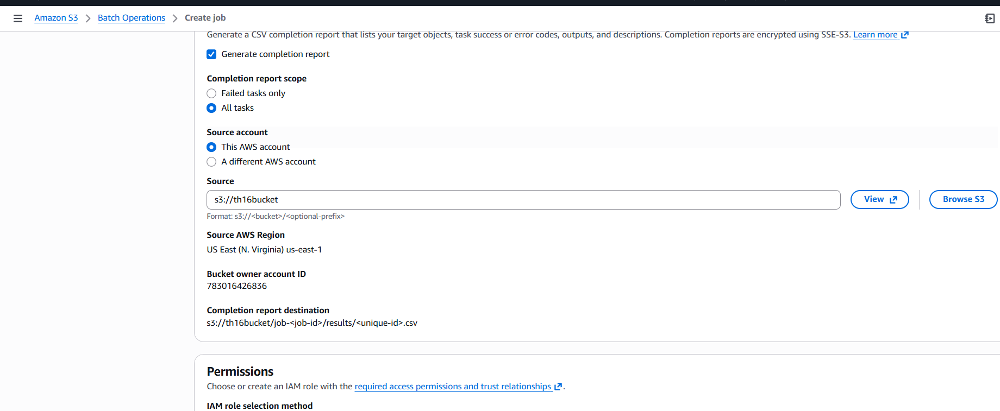 Amazon S3 > Batch Operations > Create job
Generate a CSV completion report that lists your target objects, task success or error codes, outputs, and descriptions. Completion reports are encrypted using SSE-S3. Learn more
Generate completion report
Completion report scope
Failed tasks only
All tasks
Source account
This AWS account
A different AWS account
Source
s3://th16bucket
View
Browse S3
Format: s3://<bucket>/<optional-prefix>
Source AWS Region
US East (N. Virginia) us-east-1
Bucket owner account ID
783016426836
Completion report destination
s3://th16bucket/job-<job-id>/results/<unique-id>.csv
Permissions
Choose or create an IAM role with the required access permissions and trust relationships .
IAM role selection method